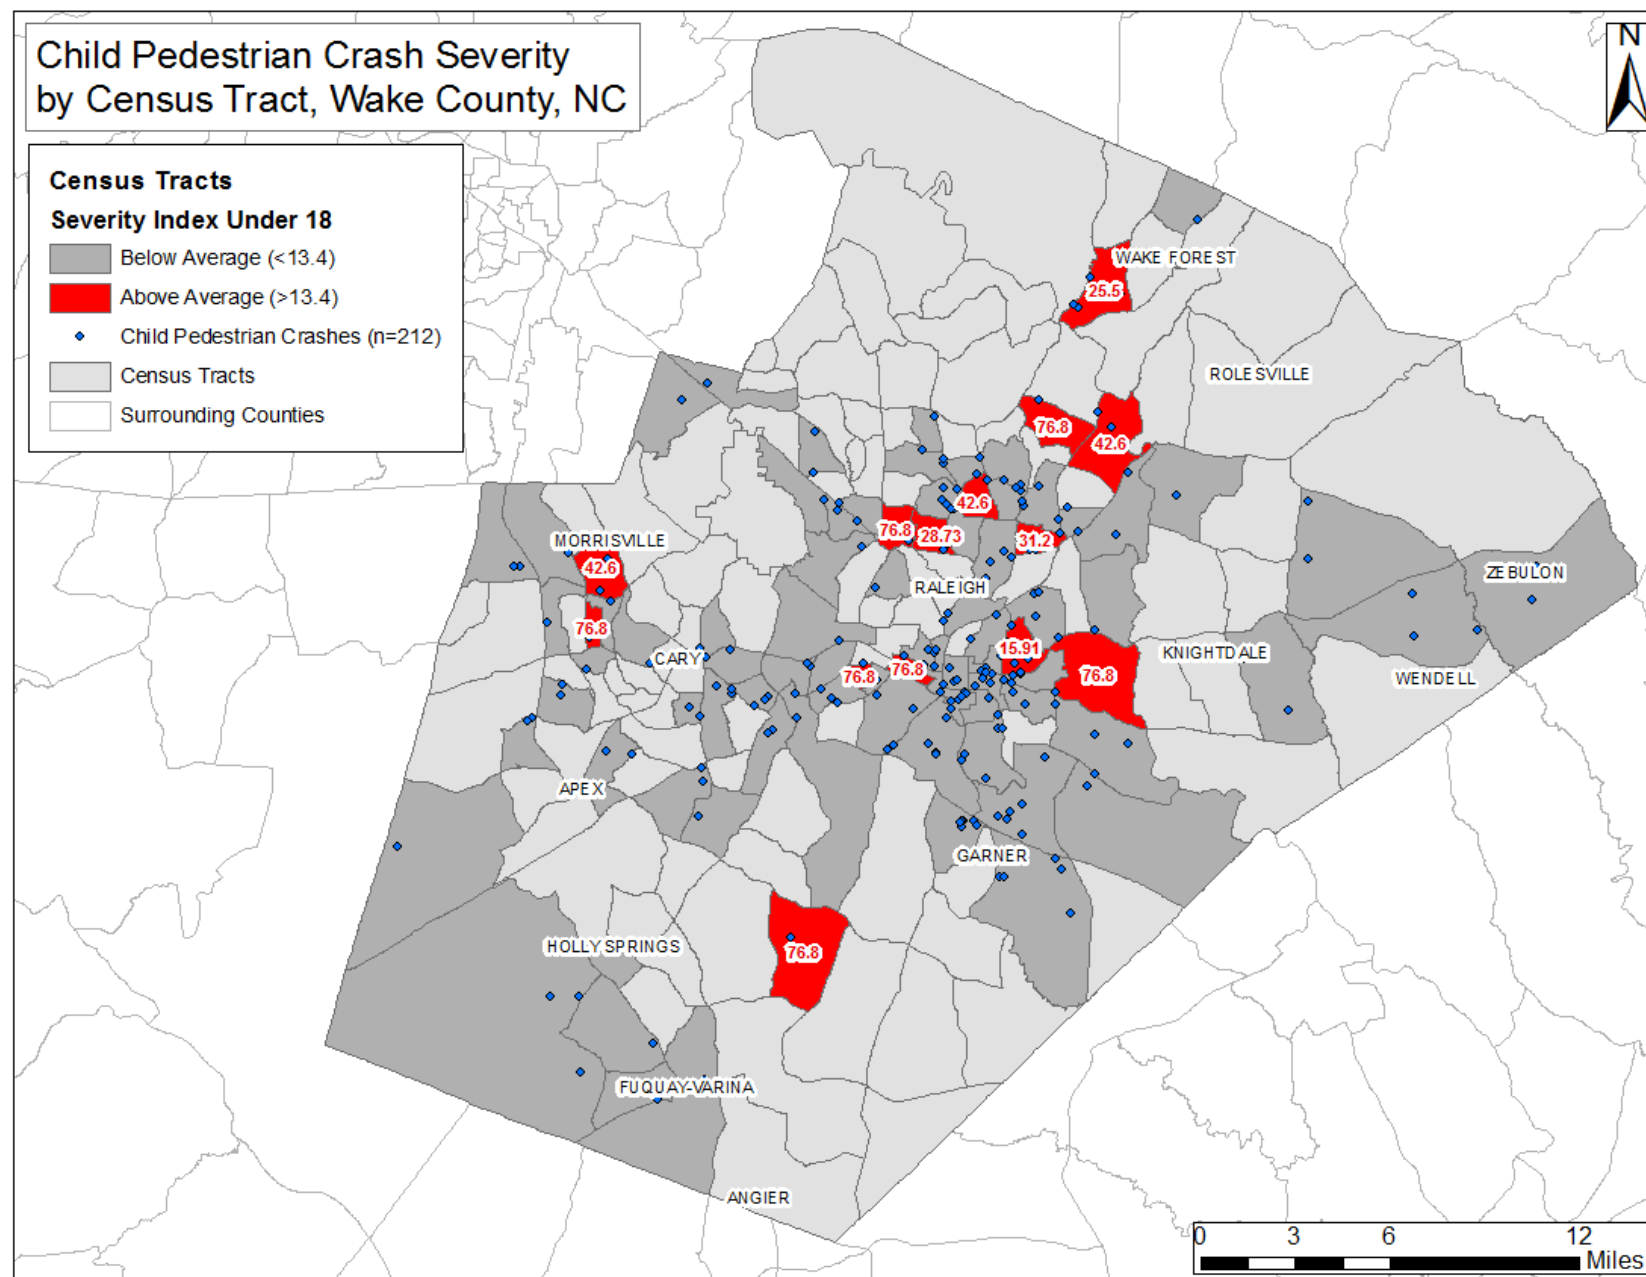 Child Pedestrian Crash Severity
by Census Tract, Wake County, NC
N
Census Tracts
Severity Index Under 18
Below Average (<13.4)
Above Average (>13.4)
Child Pedestrian Crashes (n=212)
Census Tracts
Surrounding Counties
WAKE FOREST
25.5
ROLESVILLE
76.8
42.6
42.6
76.8
28.73
31.2
MORRISVILLE
42.6
RALEIGH
ZEBULON
76.8
CARY
15.91
KNIGHTDALE
76.8
76.8
76.8
WENDELL
APEX
GARNER
HOLLY SPRINGS
76.8
FUQUAY-VARINA
ANGIER
0 3 6 12
Miles